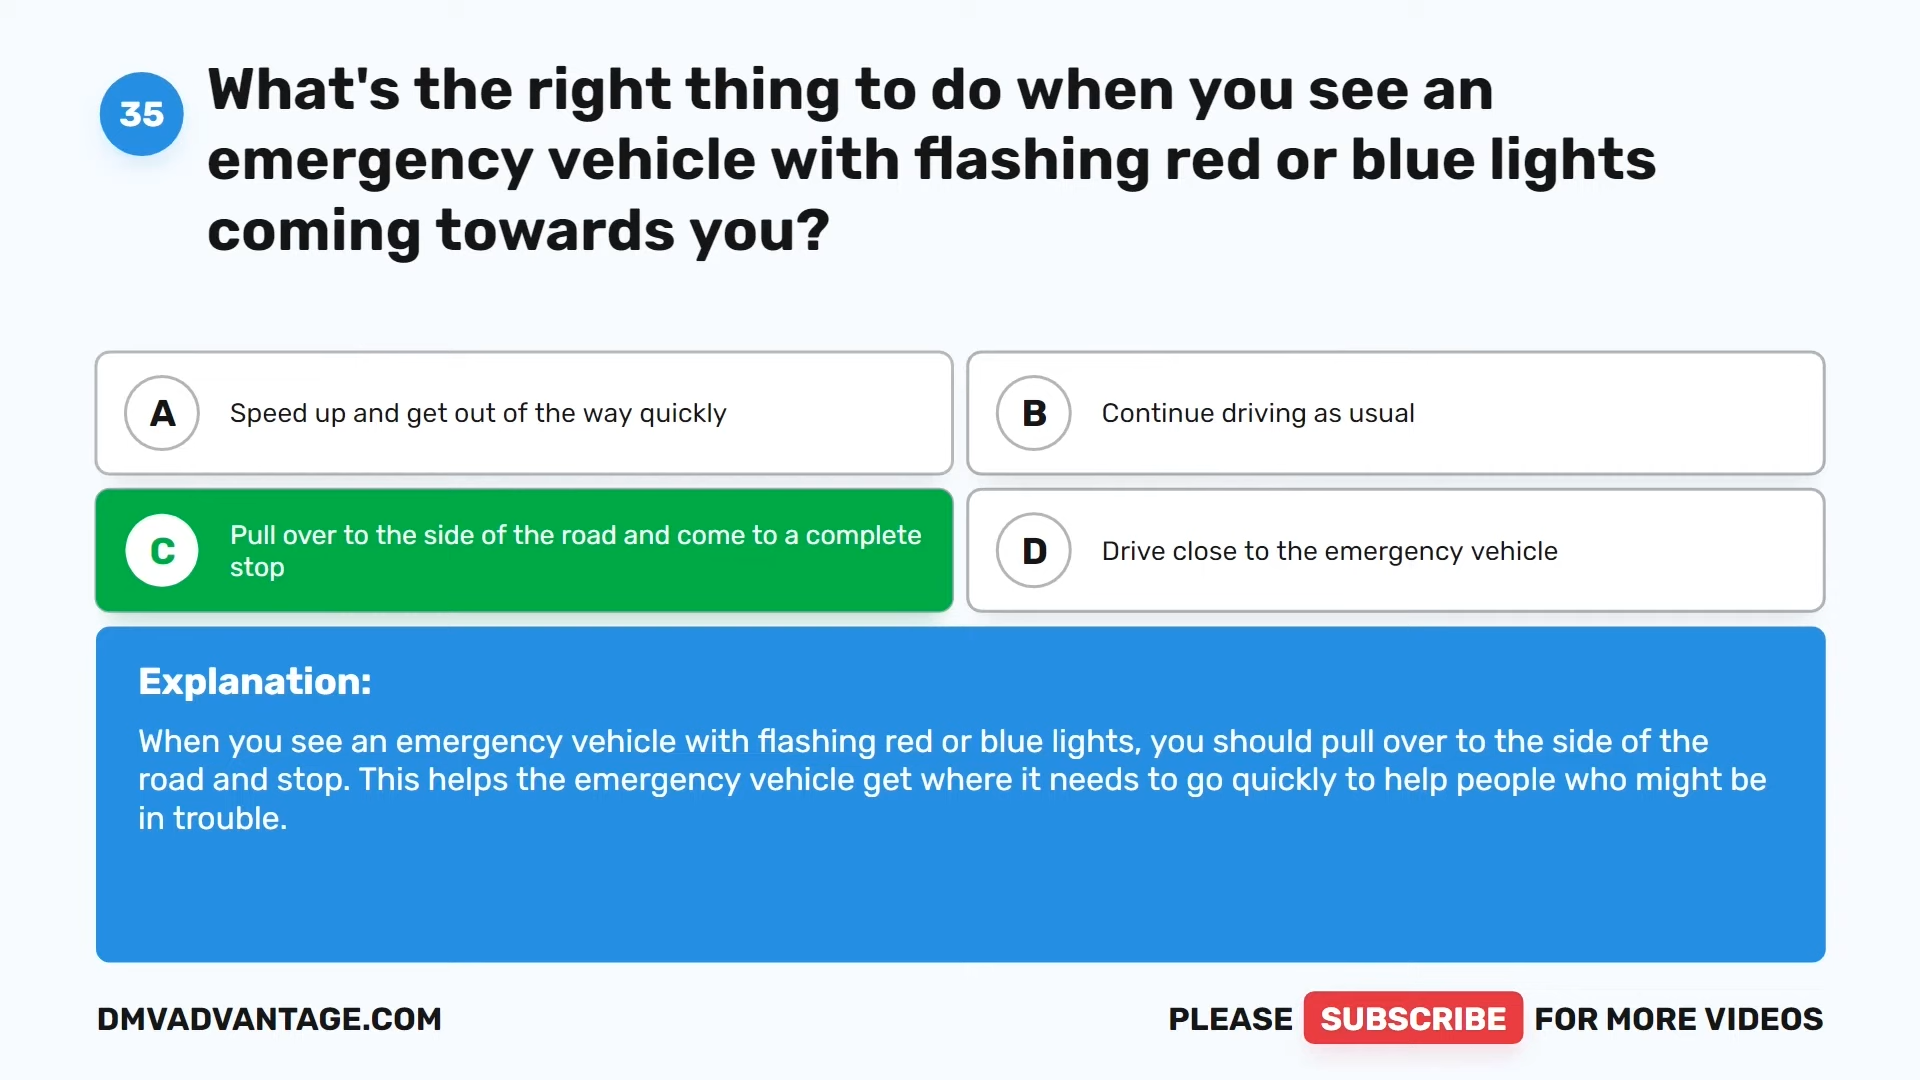 35
What's the right thing to do when you see an
emergency vehicle with flashing red or blue lights
coming towards you?
A
Speed up and get out of the way quickly
B
Continue driving as usual
C
Pull over to the side of the road and come to a complete
stop
D
Drive close to the emergency vehicle
Explanation:
When you see an emergency vehicle with flashing red or blue lights, you should pull over to the side of the
road and stop. This helps the emergency vehicle get where it needs to go quickly to help people who might be
in trouble.
DMVADVANTAGE.COM
PLEASE SUBSCRIBE FOR MORE VIDEOS